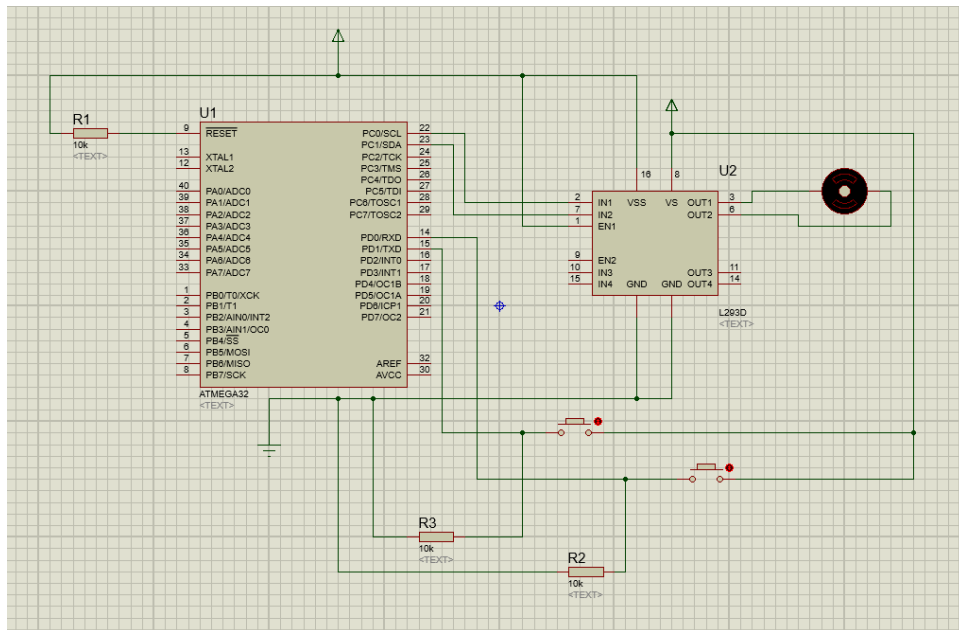 U1
R1
10k
<TEXT>
9 RESET
13 XTAL1
12 XTAL2
40 PA0/ADC0
39 PA1/ADC1
38 PA2/ADC2
37 PA3/ADC3
36 PA4/ADC4
35 PA5/ADC5
34 PA6/ADC6
33 PA7/ADC7
1 PB0/T0/XCK
2 PB1/T1
3 PB2/AIN0/INT2
4 PB3/AIN1/OC0
5 PB4/SS
6 PB5/MOSI
7 PB6/MISO
8 PB7/SCK
PC0/SCL 22
PC1/SDA 23
PC2/TCK 24
PC3/TMS 25
PC4/TDO 26
PC5/TDI 27
PC6/TOSC1 28
PC7/TOSC2 29
PD0/RXD 14
PD1/TXD 15
PD2/INT0 16
PD3/INT1 17
PD4/OC1B 18
PD5/OC1A 19
PD6/ICP1 20
PD7/OC2 21
AREF 32
AVCC 30
ATMEGA32
<TEXT>
U2
16 8
2 IN1 VSS VS OUT1 3
7 IN2 OUT2 6
1 EN1
9 EN2
10 IN3 OUT3 11
15 IN4 GND GND OUT4 14
L293D
<TEXT>
R3
10k
<TEXT>
R2
10k
<TEXT>